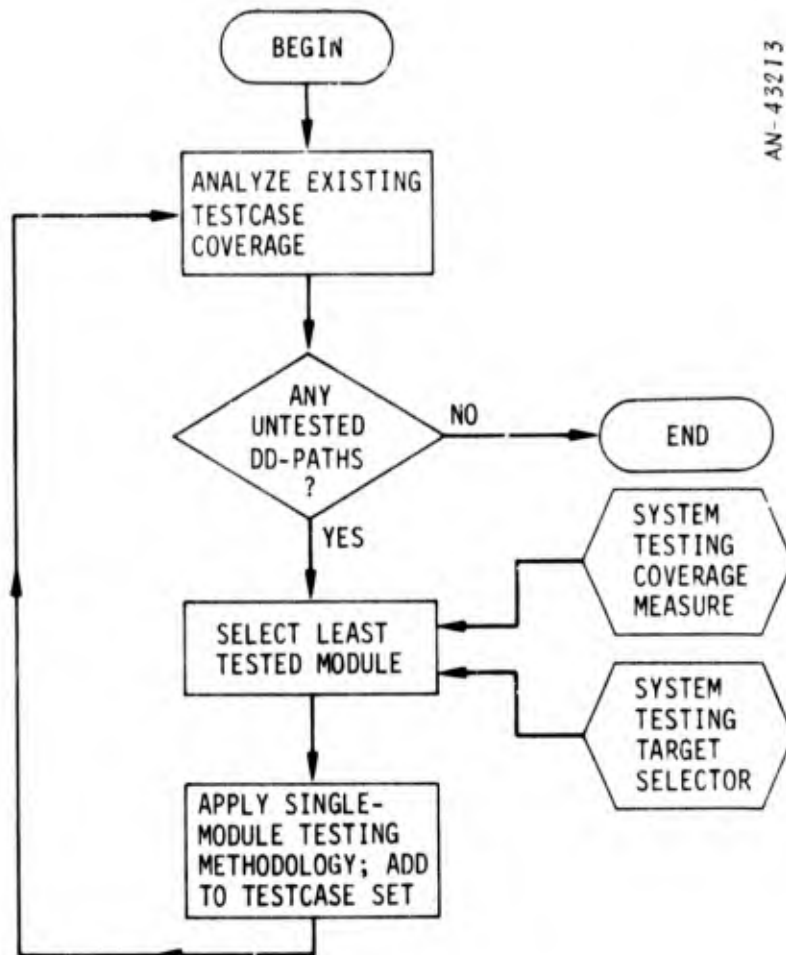 BEGIN
AN-43213
ANALYZE EXISTING
TESTCASE
COVERAGE
ANY
UNTESTED
DD-PATHS
?
NO
END
YES
SYSTEM
TESTING
COVERAGE
MEASURE
SELECT LEAST
TESTED MODULE
SYSTEM
TESTING
TARGET
SELECTOR
APPLY SINGLE-
MODULE TESTING
METHODOLOGY; ADD
TO TESTCASE SET